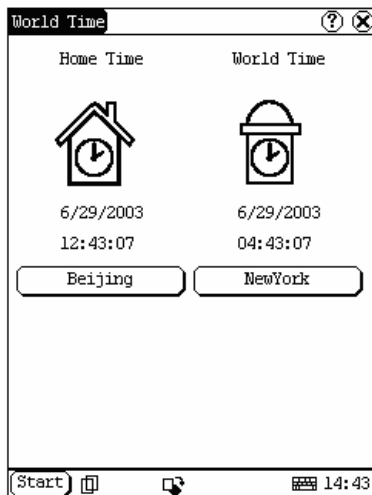 World Time ? X
Home Time World Time
6/29/2003 6/29/2003
12:43:07 04:43:07
Beijing NewYork
Start 14:43